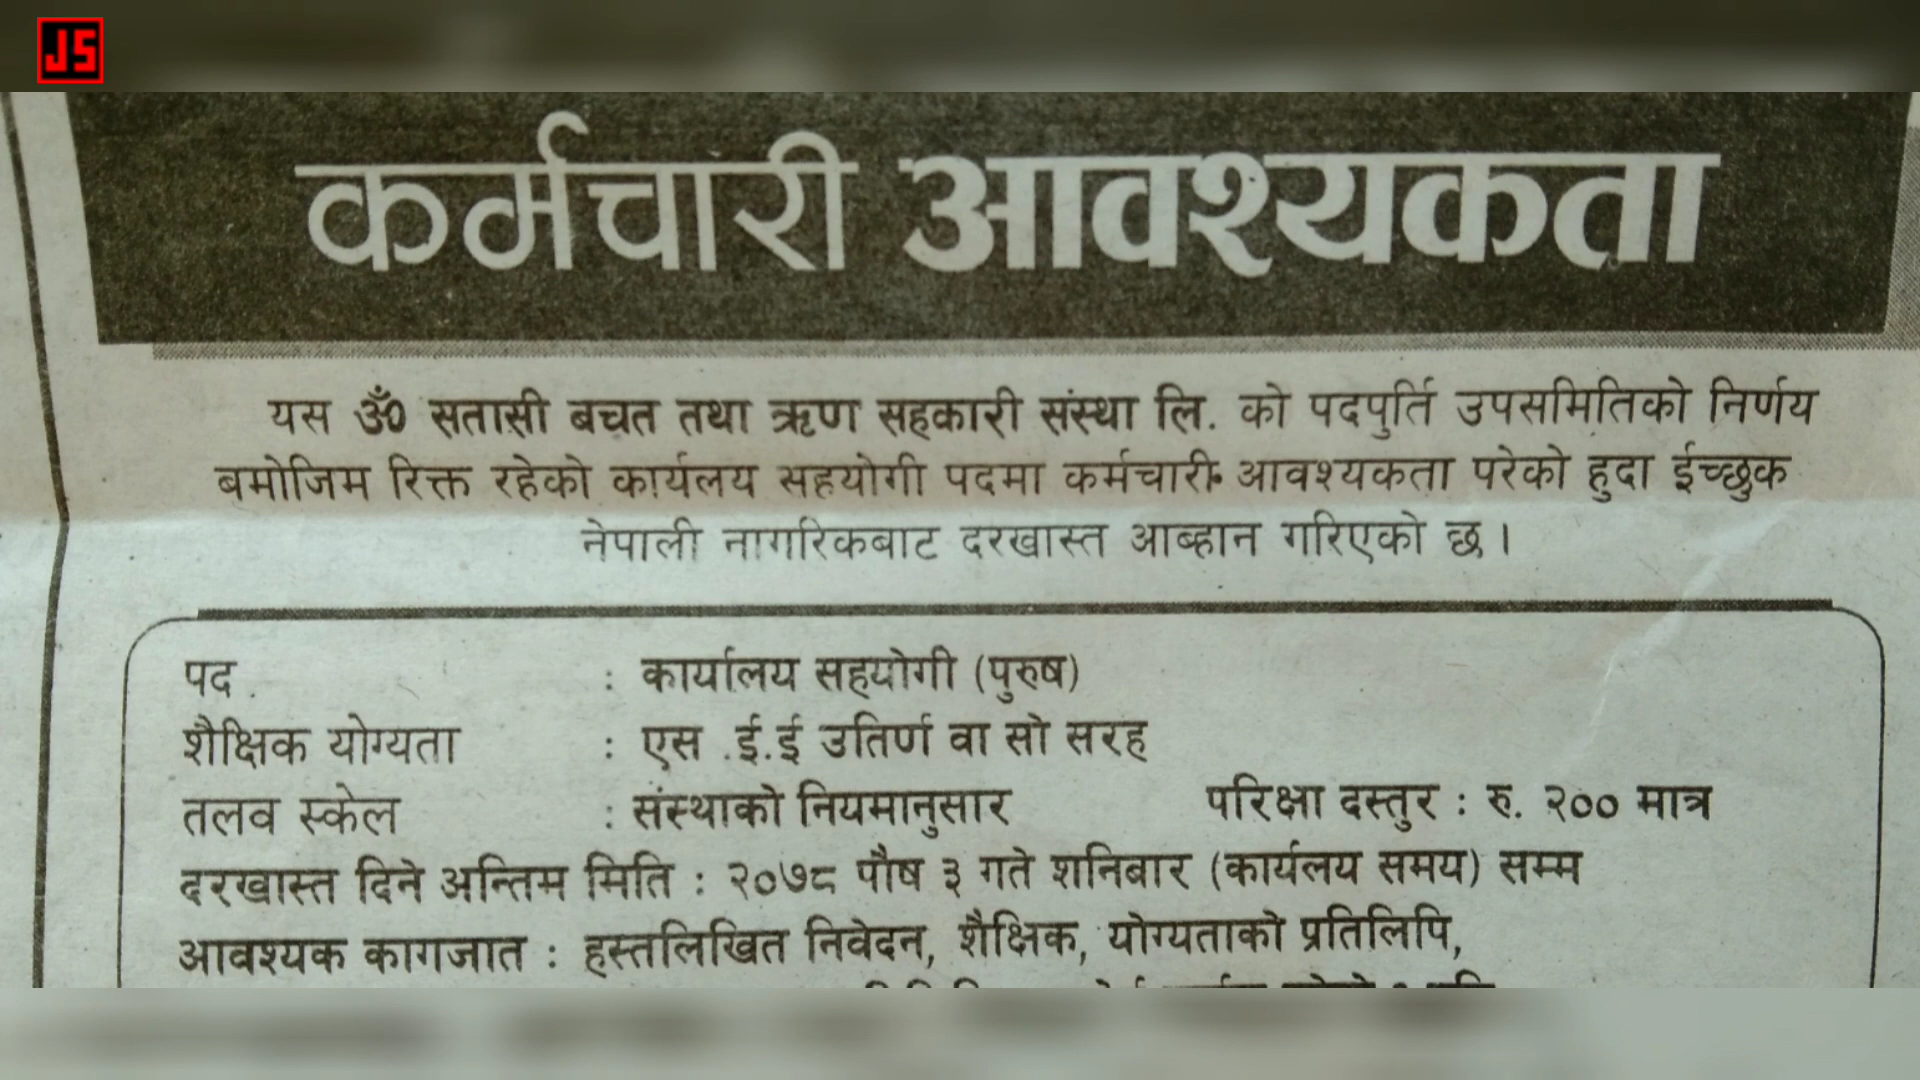 JS
कर्मचारी आवश्यकता
यस ॐ सतासी बचत तथा ऋण सहकारी संस्था लि. को पदपुर्ति उपसमितिको निर्णय
बमोजिम रिक्त रहेको कार्यलय सहयोगी पदमा कर्मचारी आवश्यकता परेको हुदा ईच्छुक
नेपाली नागरिकबाट दरखास्त आब्हान गरिएको छ ।
पद : कार्यालय सहयोगी (पुरुष)
शैक्षिक योग्यता : एस .ई.ई उतिर्ण वा सो सरह
तलव स्केल : संस्थाको नियमानुसार परिक्षा दस्तुर : रु. २०० मात्र
दरखास्त दिने अन्तिम मिति : २०७८ पौष ३ गते शनिबार (कार्यलय समय) सम्म
आवश्यक कागजात : हस्तलिखित निवेदन, शैक्षिक, योग्यताको प्रतिलिपि,